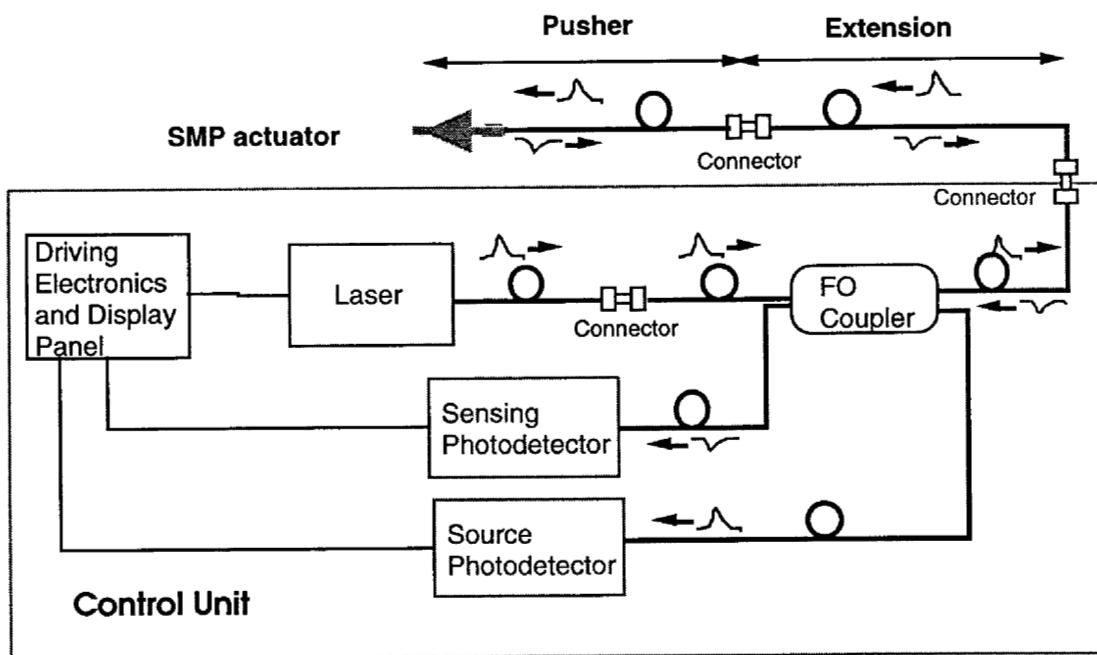 Pusher
Extension
SMP actuator
Connector
Connector
Driving
Electronics
and Display
Panel
Laser
Connector
FO
Coupler
Sensing
Photodetector
Source
Photodetector
Control Unit